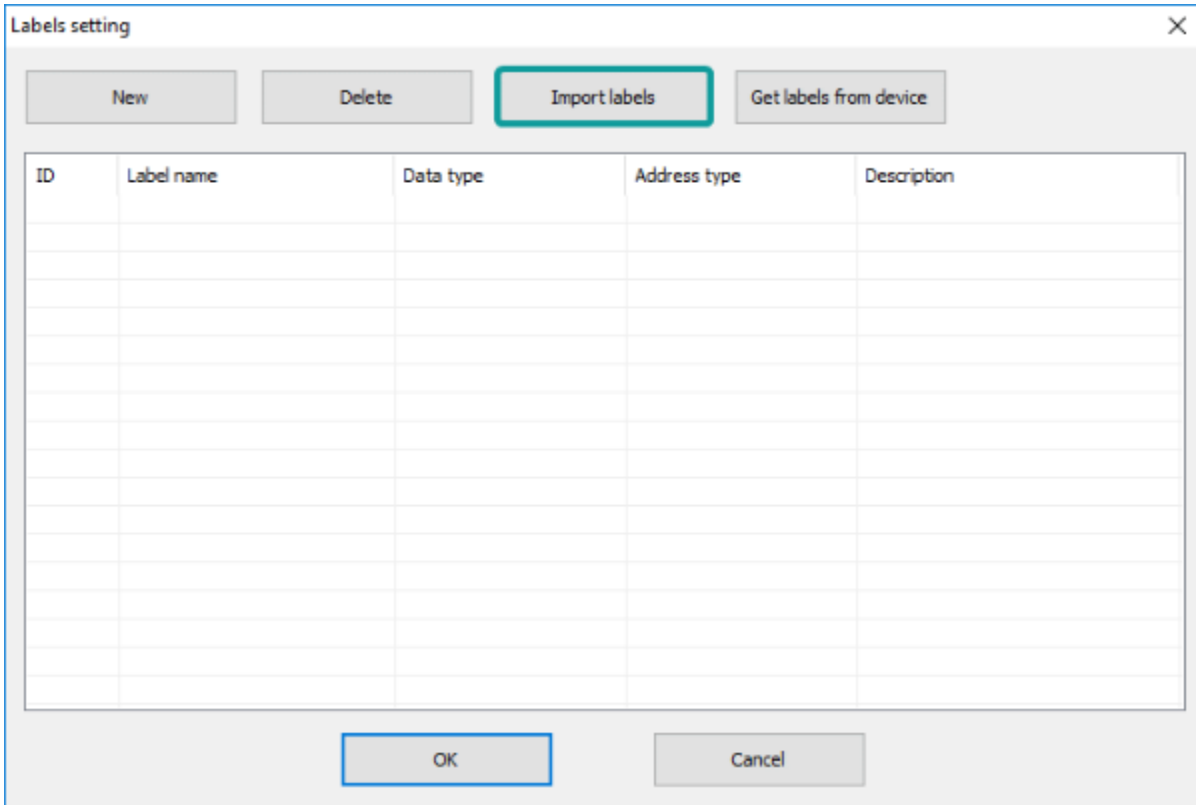 Labels setting
New Delete Import labels Get labels from device
ID Label name Data type Address type Description
OK Cancel